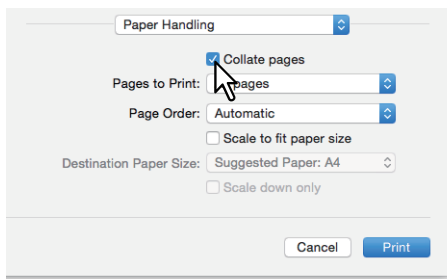 Paper Handling
Collate pages
Pages to Print: pages
Page Order: Automatic
Scale to fit paper size
Destination Paper Size: Suggested Paper: A4
Scale down only
Cancel Print